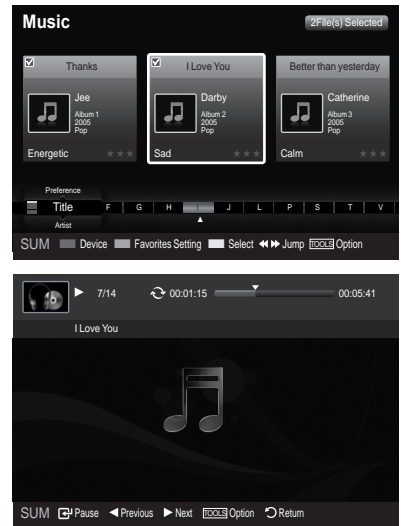 Music
2File(s) Selected
Thanks
Jee
Album 1
2005
Pop
Energetic
I Love You
Darby
Album 2
2005
Pop
Sad
Better than yesterday
Catherine
Album 3
2005
Pop
Calm
Preference
Title F G H I J L P S T V
Artist
SUM Device Favorites Setting Select Jump TOOLS Option
7/14 00:01:15 00:05:41
I Love You
SUM Pause Previous Next TOOLS Option Return